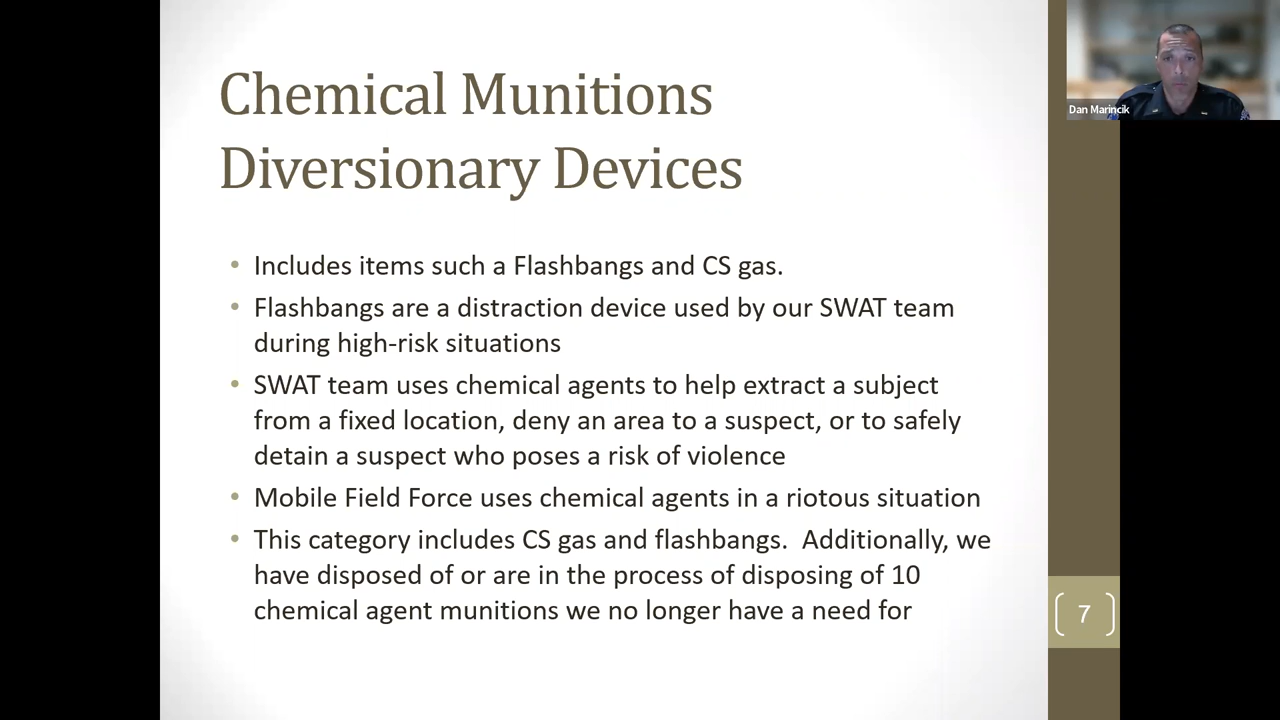 Chemical Munitions
Diversionary Devices
• Includes items such a Flashbangs and CS gas.
• Flashbangs are a distraction device used by our SWAT team
during high-risk situations
• SWAT team uses chemical agents to help extract a subject
from a fixed location, deny an area to a suspect, or to safely
detain a suspect who poses a risk of violence
• Mobile Field Force uses chemical agents in a riotous situation
• This category includes CS gas and flashbangs.  Additionally, we
have disposed of or are in the process of disposing of 10
chemical agent munitions we no longer have a need for
7
Dan Marincik